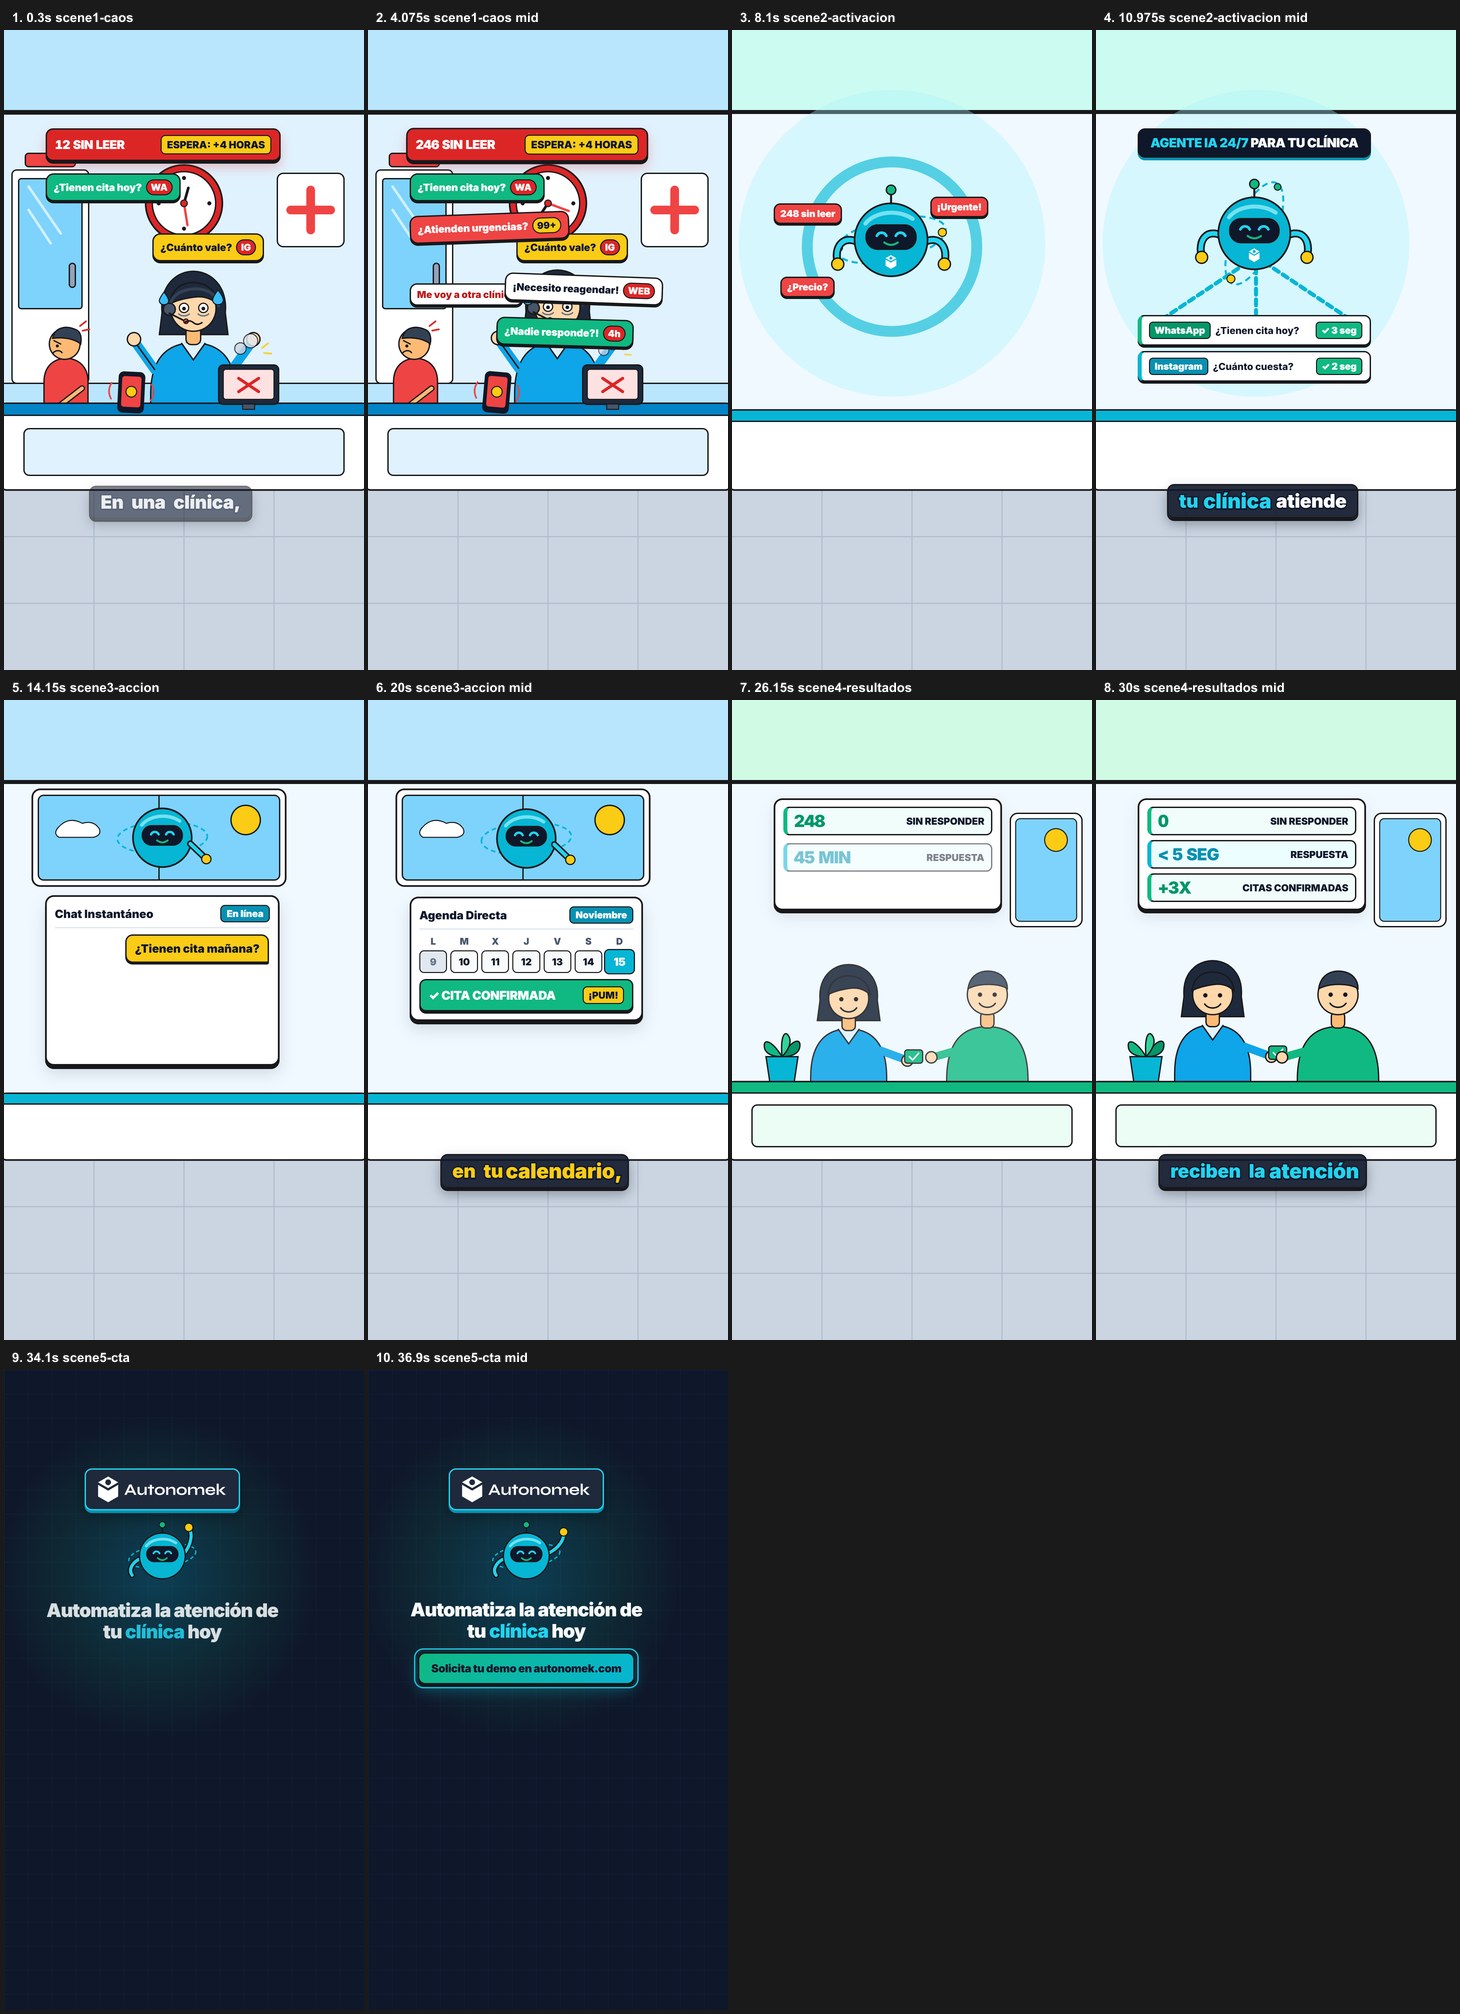 1. 0.3s scene1-caos
12 SIN LEER
ESPERA: +4 HORAS
¿Tienen cita hoy? WA
¿Cuánto vale? IG
En una clínica,
2. 4.075s scene1-caos mid
246 SIN LEER
ESPERA: +4 HORAS
¿Tienen cita hoy? WA
¿Atienden urgencias? 99+
¿Cuánto vale? IG
¡Necesito reagendar! WEB
Me voy a otra clíni
¿Nadie responde?! 4h
3. 8.1s scene2-activacion
248 sin leer
¡Urgente!
¿Precio?
4. 10.975s scene2-activacion mid
AGENTE IA 24/7 PARA TU CLÍNICA
WhatsApp ¿Tienen cita hoy? ✓ 3 seg
Instagram ¿Cuánto cuesta? ✓ 2 seg
tu clínica atiende
5. 14.15s scene3-accion
Chat Instantáneo
En línea
¿Tienen cita mañana?
6. 20s scene3-accion mid
Agenda Directa
Noviembre
L M X J V S D
9 10 11 12 13 14 15
✓ CITA CONFIRMADA ¡PUM!
en tu calendario,
7. 26.15s scene4-resultados
248 SIN RESPONDER
45 MIN RESPUESTA
8. 30s scene4-resultados mid
0 SIN RESPONDER
< 5 SEG RESPUESTA
+3X CITAS CONFIRMADAS
reciben la atención
9. 34.1s scene5-cta
Autonomek
Automatiza la atención de
tu clínica hoy
10. 36.9s scene5-cta mid
Autonomek
Automatiza la atención de
tu clínica hoy
Solicita tu demo en autonomek.com